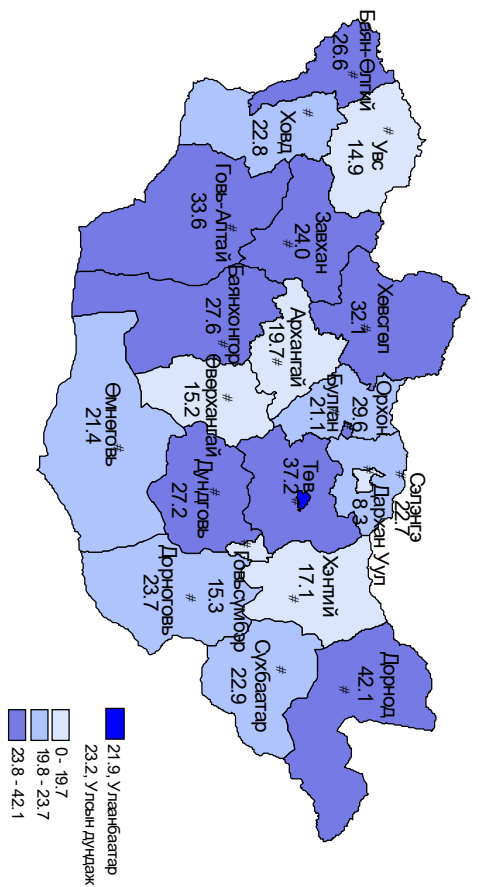 Баян-Өлгий
26.6
Увс
14.9
Ховд
22.8
Говь-Алтай
33.6
Завхан
24.0
Хөвсгөл
32.1
Баянхонгор
27.6
Архангай
19.7
Өвөрхангай
15.2
Булган
21.1
Орхон
29.6
Сэлэнгэ
22.7
Дархан Уул
8.3
Төв
37.2
Өмнөговь
21.4
Дундговь
27.2
Говьсүмбэр
15.3
Дорноговь
23.7
Хэнтий
17.1
Сүхбаатар
22.9
Дорнод
42.1
21.9, Улаанбаатар
23.2, Улсын дундаж
0 - 19.7
19.8 - 23.7
23.8 - 42.1